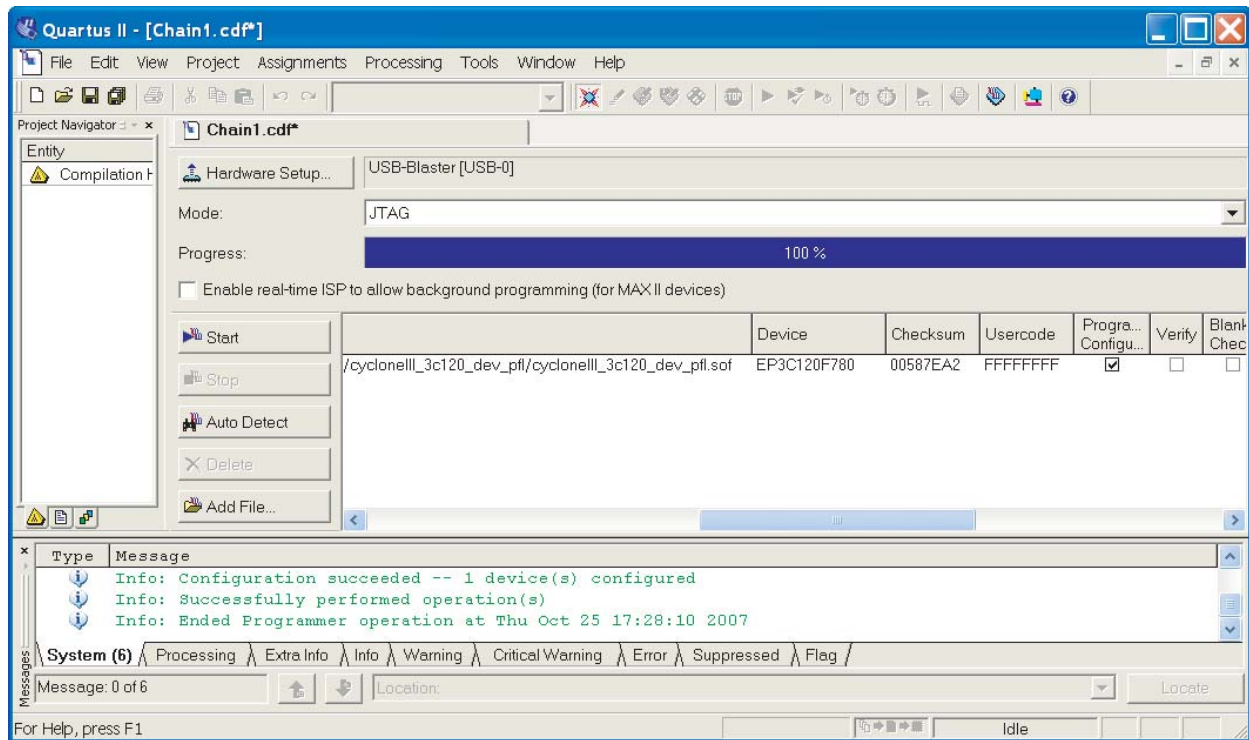 Quartus II - [Chain1.cdf*]
File Edit View Project Assignments Processing Tools Window Help
Project Navigator
Chain1.cdf*
Entity
Compilation H
Hardware Setup...
USB-Blaster [USB-0]
Mode:
JTAG
Progress:
100 %
Enable real-time ISP to allow background programming (for MAX II devices)
Start
Stop
Auto Detect
Delete
Add File...
Device Checksum Usercode Progra... Configu... Verify Blank Chec
/cycloneIII_3c120_dev_pfl/cycloneIII_3c120_dev_pfl.sof EP3C120F780 00587EA2 FFFFFFFF
Type Message
Info: Configuration succeeded -- 1 device(s) configured
Info: Successfully performed operation(s)
Info: Ended Programmer operation at Thu Oct 25 17:28:10 2007
Messages
System (6) Processing Extra Info Info Warning Critical Warning Error Suppressed Flag
Message: 0 of 6
Location:
Locate
For Help, press F1
Idle